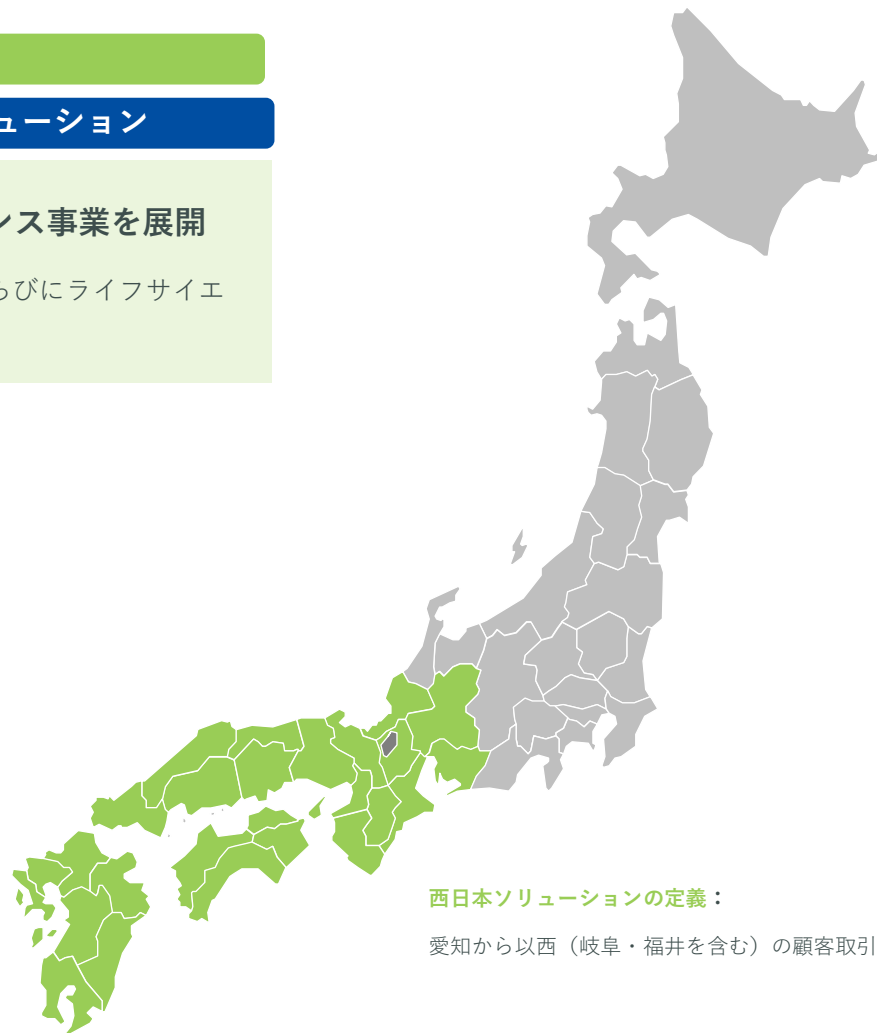 ューション
ンス事業を展開
らびにライフサイエ
西日本ソリューションの定義：
愛知から以西（岐阜・福井を含む）の顧客取引